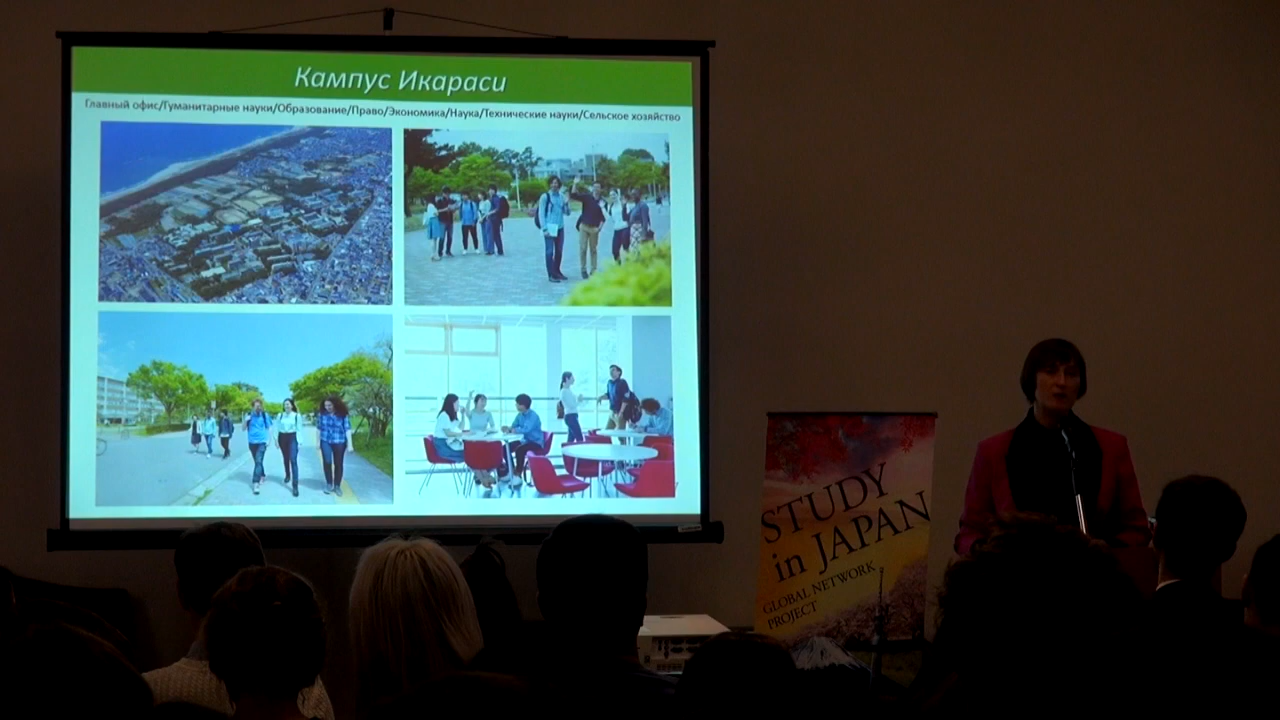 Кампус Икараси
Главный офис/Гуманитарные науки/Образование/Право/Экономика/Наука/Технические науки/Сельское хозяйство
STUDY
in JAPAN
GLOBAL NETWORK
PROJECT